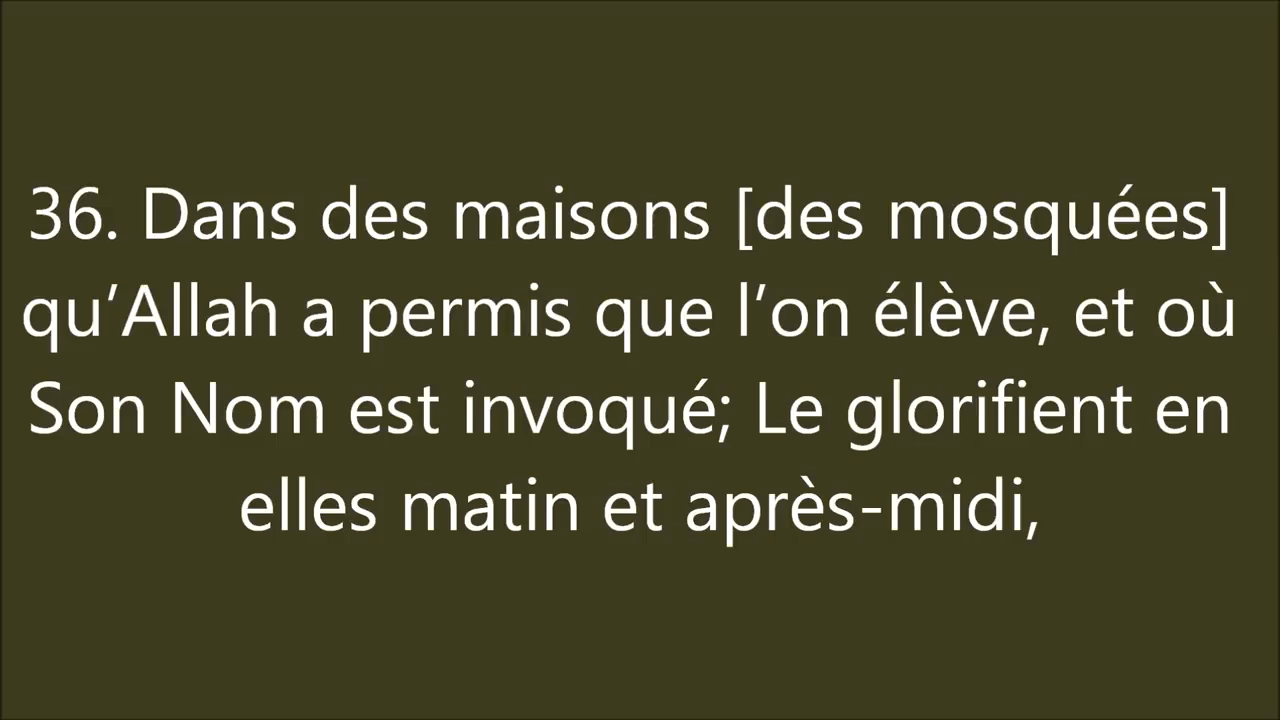 36. Dans des maisons [des mosquées]
qu’Allah a permis que l’on élève, et où
Son Nom est invoqué; Le glorifient en
elles matin et après-midi,